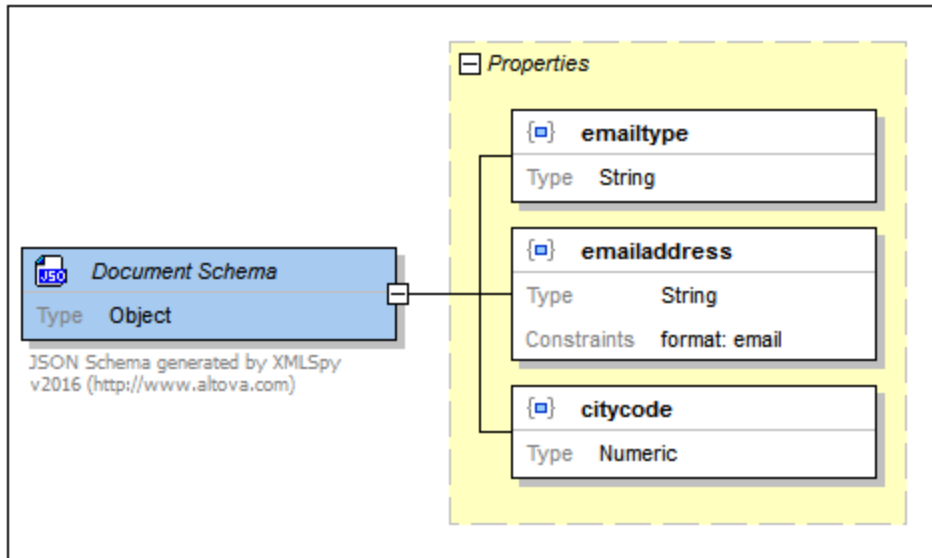 Properties
emailtype
Type String
emailaddress
Type String
Constraints format: email
citycode
Type Numeric
JSO
Document Schema
Type Object
JSON Schema generated by XMLSpy
v2016 (http://www.altova.com)